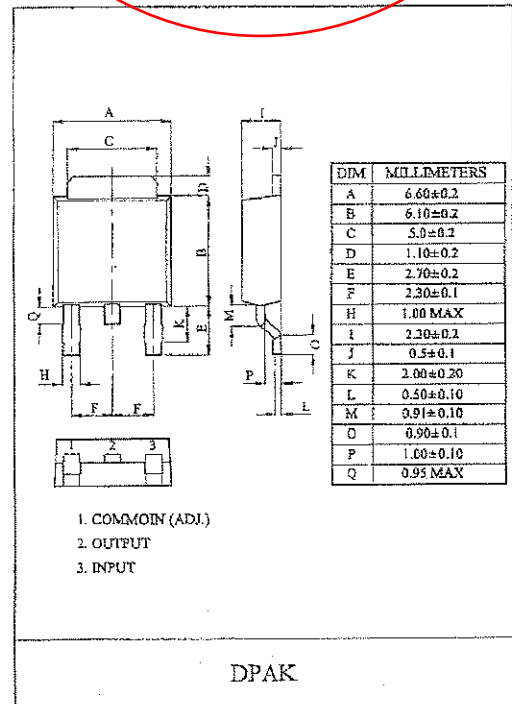 A
C
I
J
D
B
Q
K
E
M
O
H
P
F F
L
1 2 3
1. COMMOIN (ADJ.)
2. OUTPUT
3. INPUT
DIM MILLIMETERS
A 6.60±0.2
B 6.10±0.2
C 5.0±0.2
D 1.10±0.2
E 2.70±0.2
F 2.30±0.1
H 1.00 MAX
I 2.30±0.2
J 0.5±0.1
K 2.00±0.20
L 0.50±0.10
M 0.91±0.10
O 0.90±0.1
P 1.00±0.10
Q 0.95 MAX
DPAK